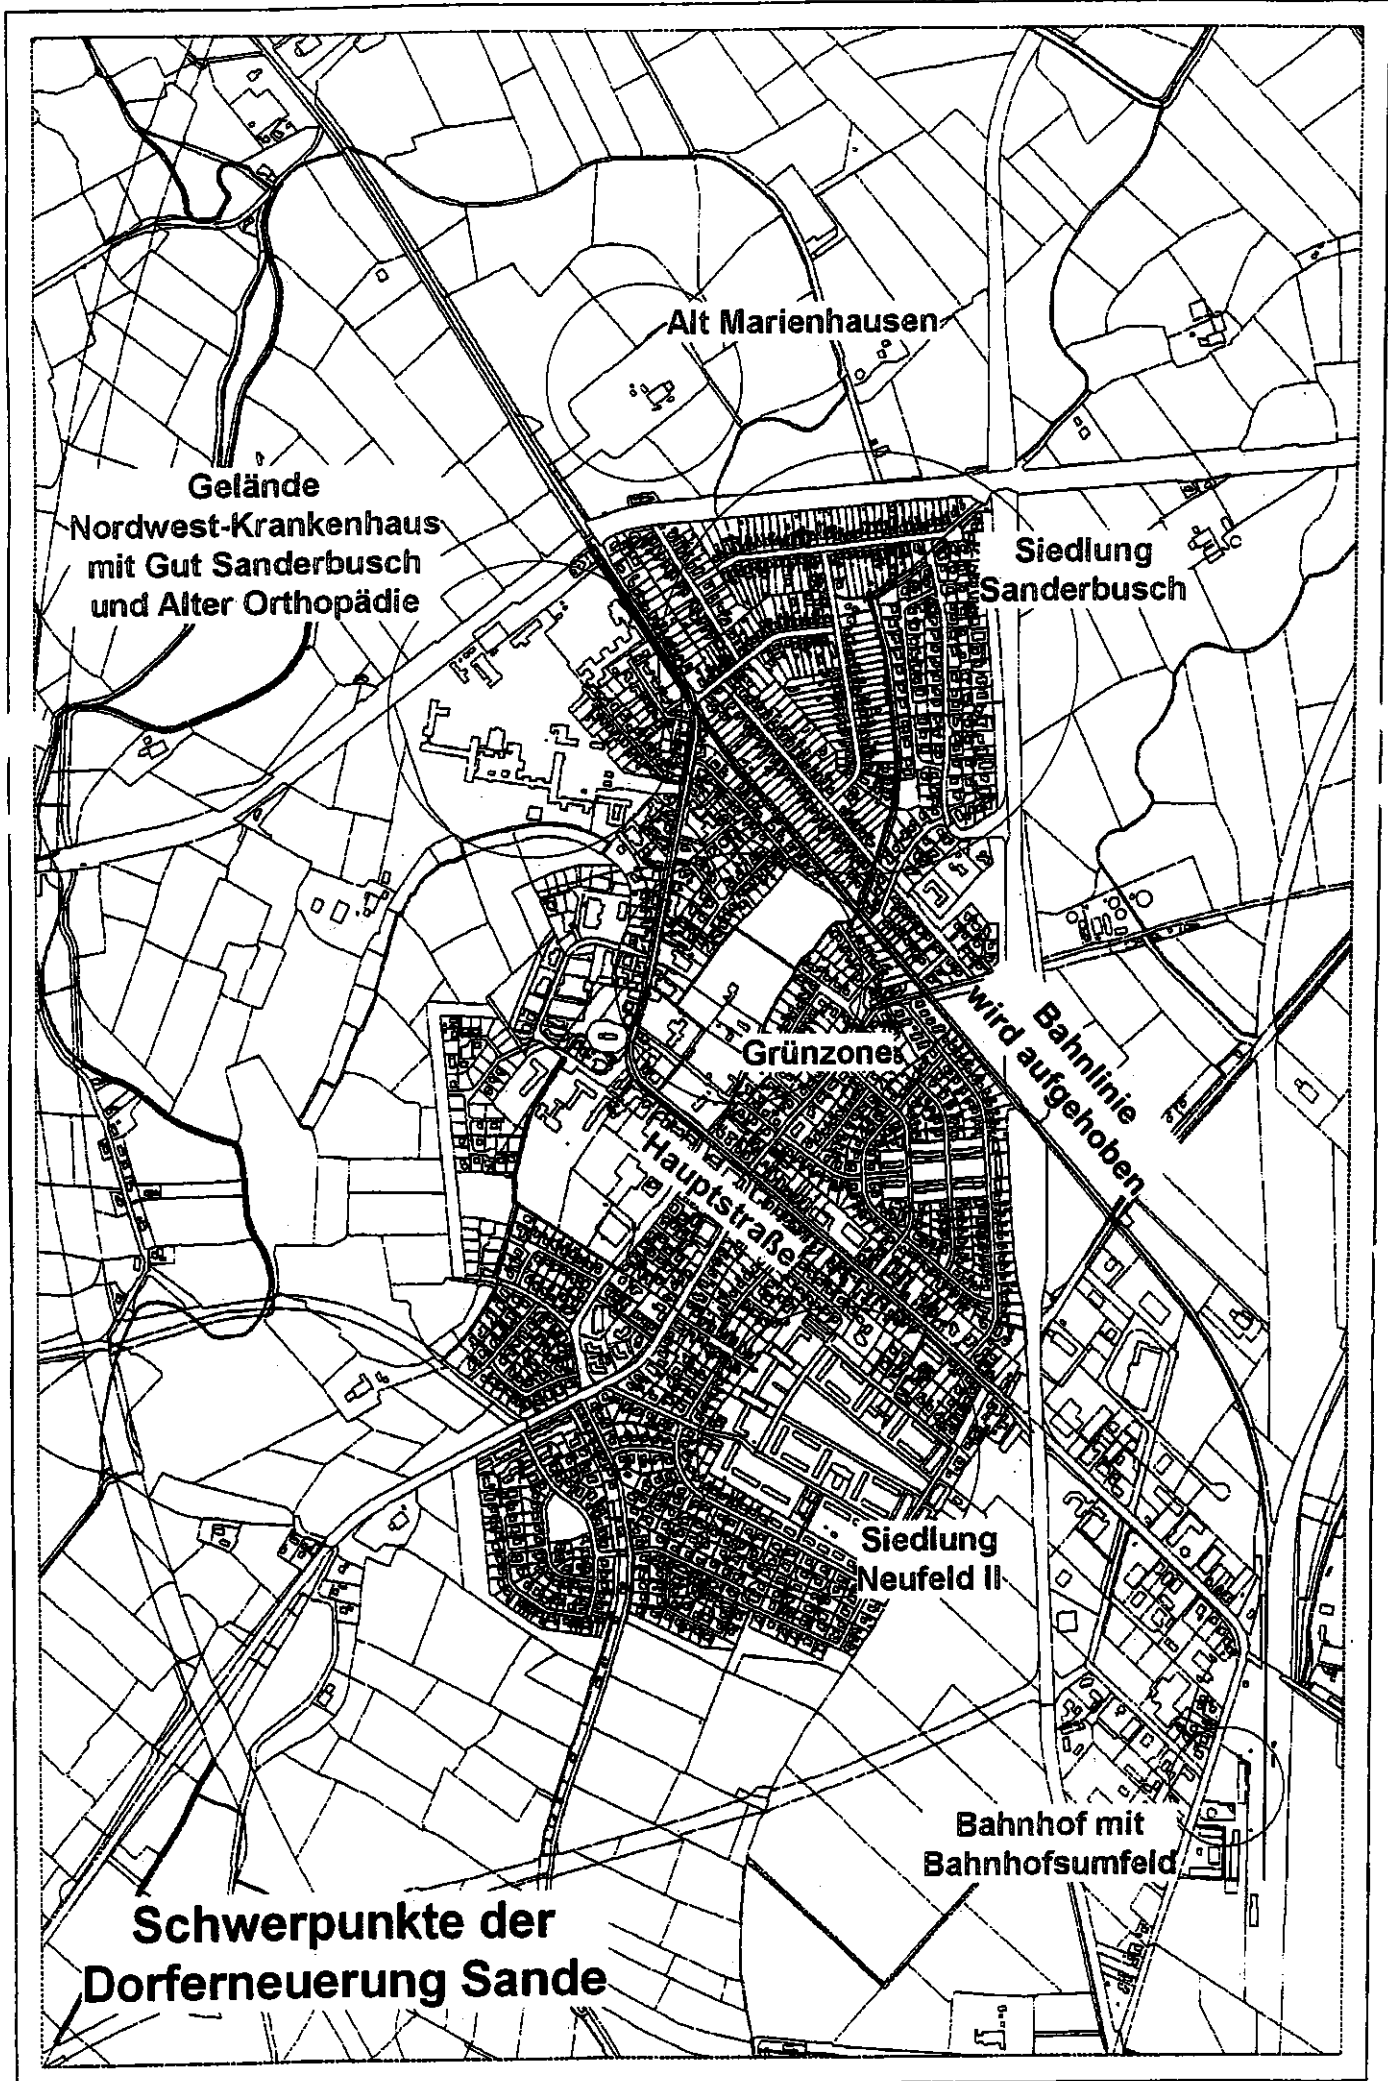 Alt Marienhausen
Gelände
Nordwest-Krankenhaus
mit Gut Sanderbusch
und Alter Orthopädie
Siedlung
Sanderbusch
Bahnlinie
wird aufgehoben
Grünzone
Hauptstraße
Siedlung
Neufeld II
Bahnhof mit
Bahnhofsumfeld
Schwerpunkte der
Dorferneuerung Sande